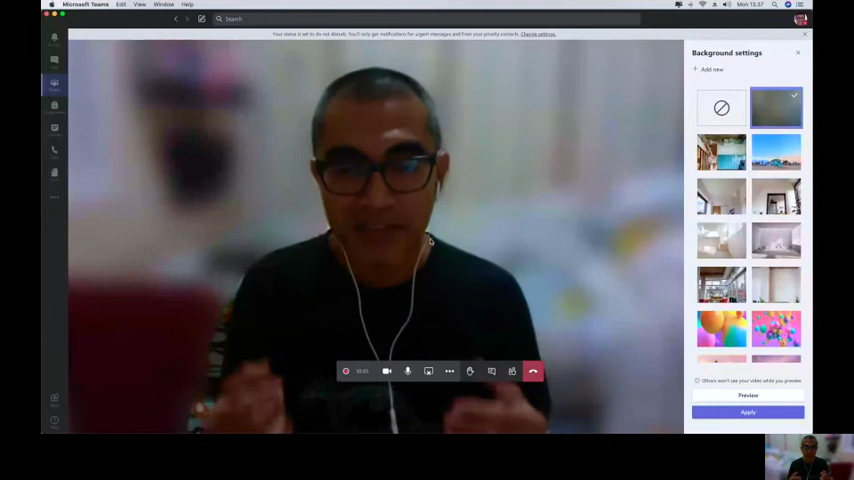 Microsoft Teams Edit View Window Help
Mon 13.37
Search
Your status is set to do not disturb. You'll only get notifications for urgent messages and from your priority contacts. Change settings.
Background settings
+ Add new
Others won't see your video while you preview
Preview
Apply